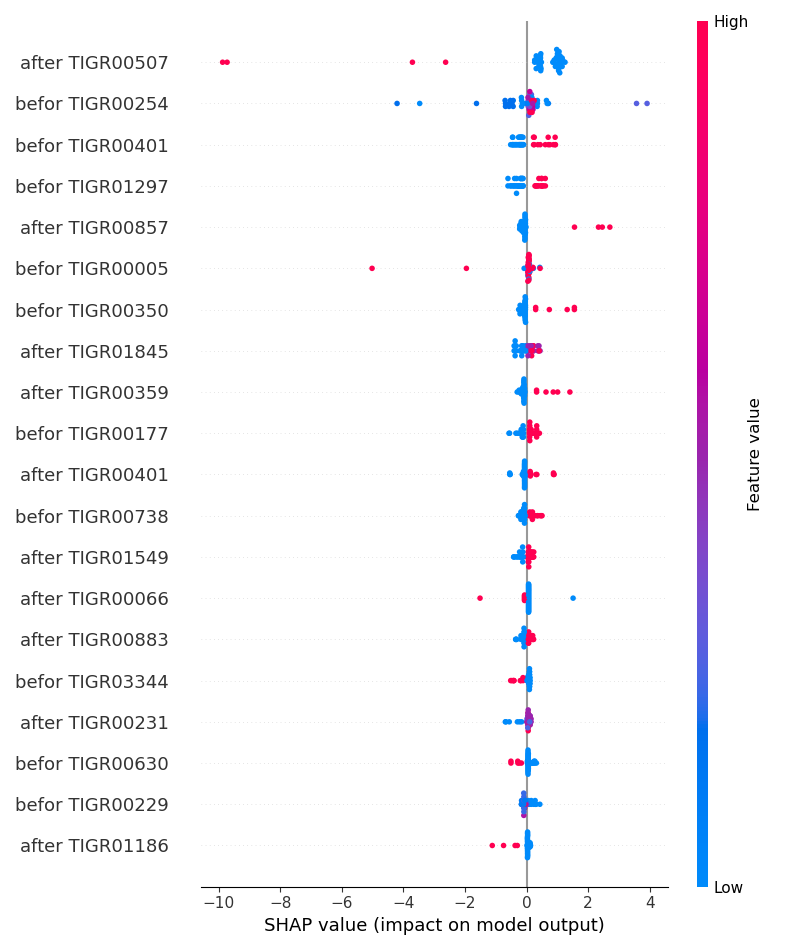 High
after TIGR00507
befor TIGR00254
befor TIGR00401
befor TIGR01297
after TIGR00857
befor TIGR00005
befor TIGR00350
after TIGR01845
after TIGR00359
befor TIGR00177
after TIGR00401
befor TIGR00738
after TIGR01549
after TIGR00066
after TIGR00883
befor TIGR03344
after TIGR00231
befor TIGR00630
befor TIGR00229
after TIGR01186
Feature value
Low
−10 −8 −6 −4 −2 0 2 4
SHAP value (impact on model output)